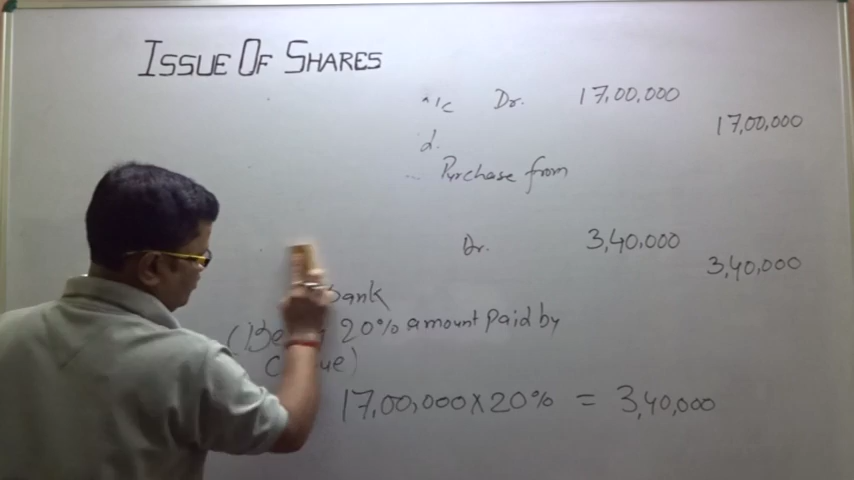 ISSUE OF SHARES
A/c Dr. 17,00,000
17,00,000
d.
Purchase from
Dr. 3,40,000
3,40,000
Bank
20% amount Paid by
17,00,000 X 20% = 3,40,000